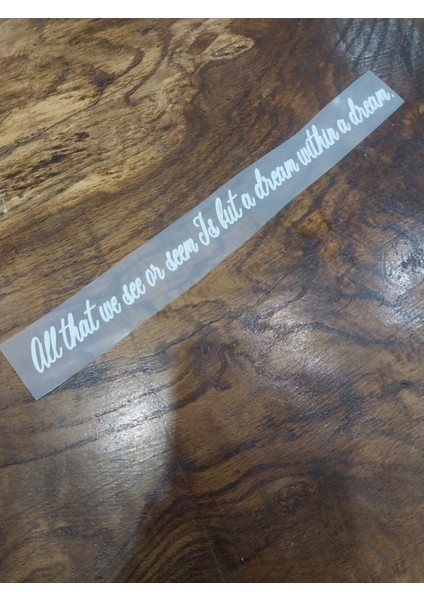 All that we see or seem Is but a dream within a dream.